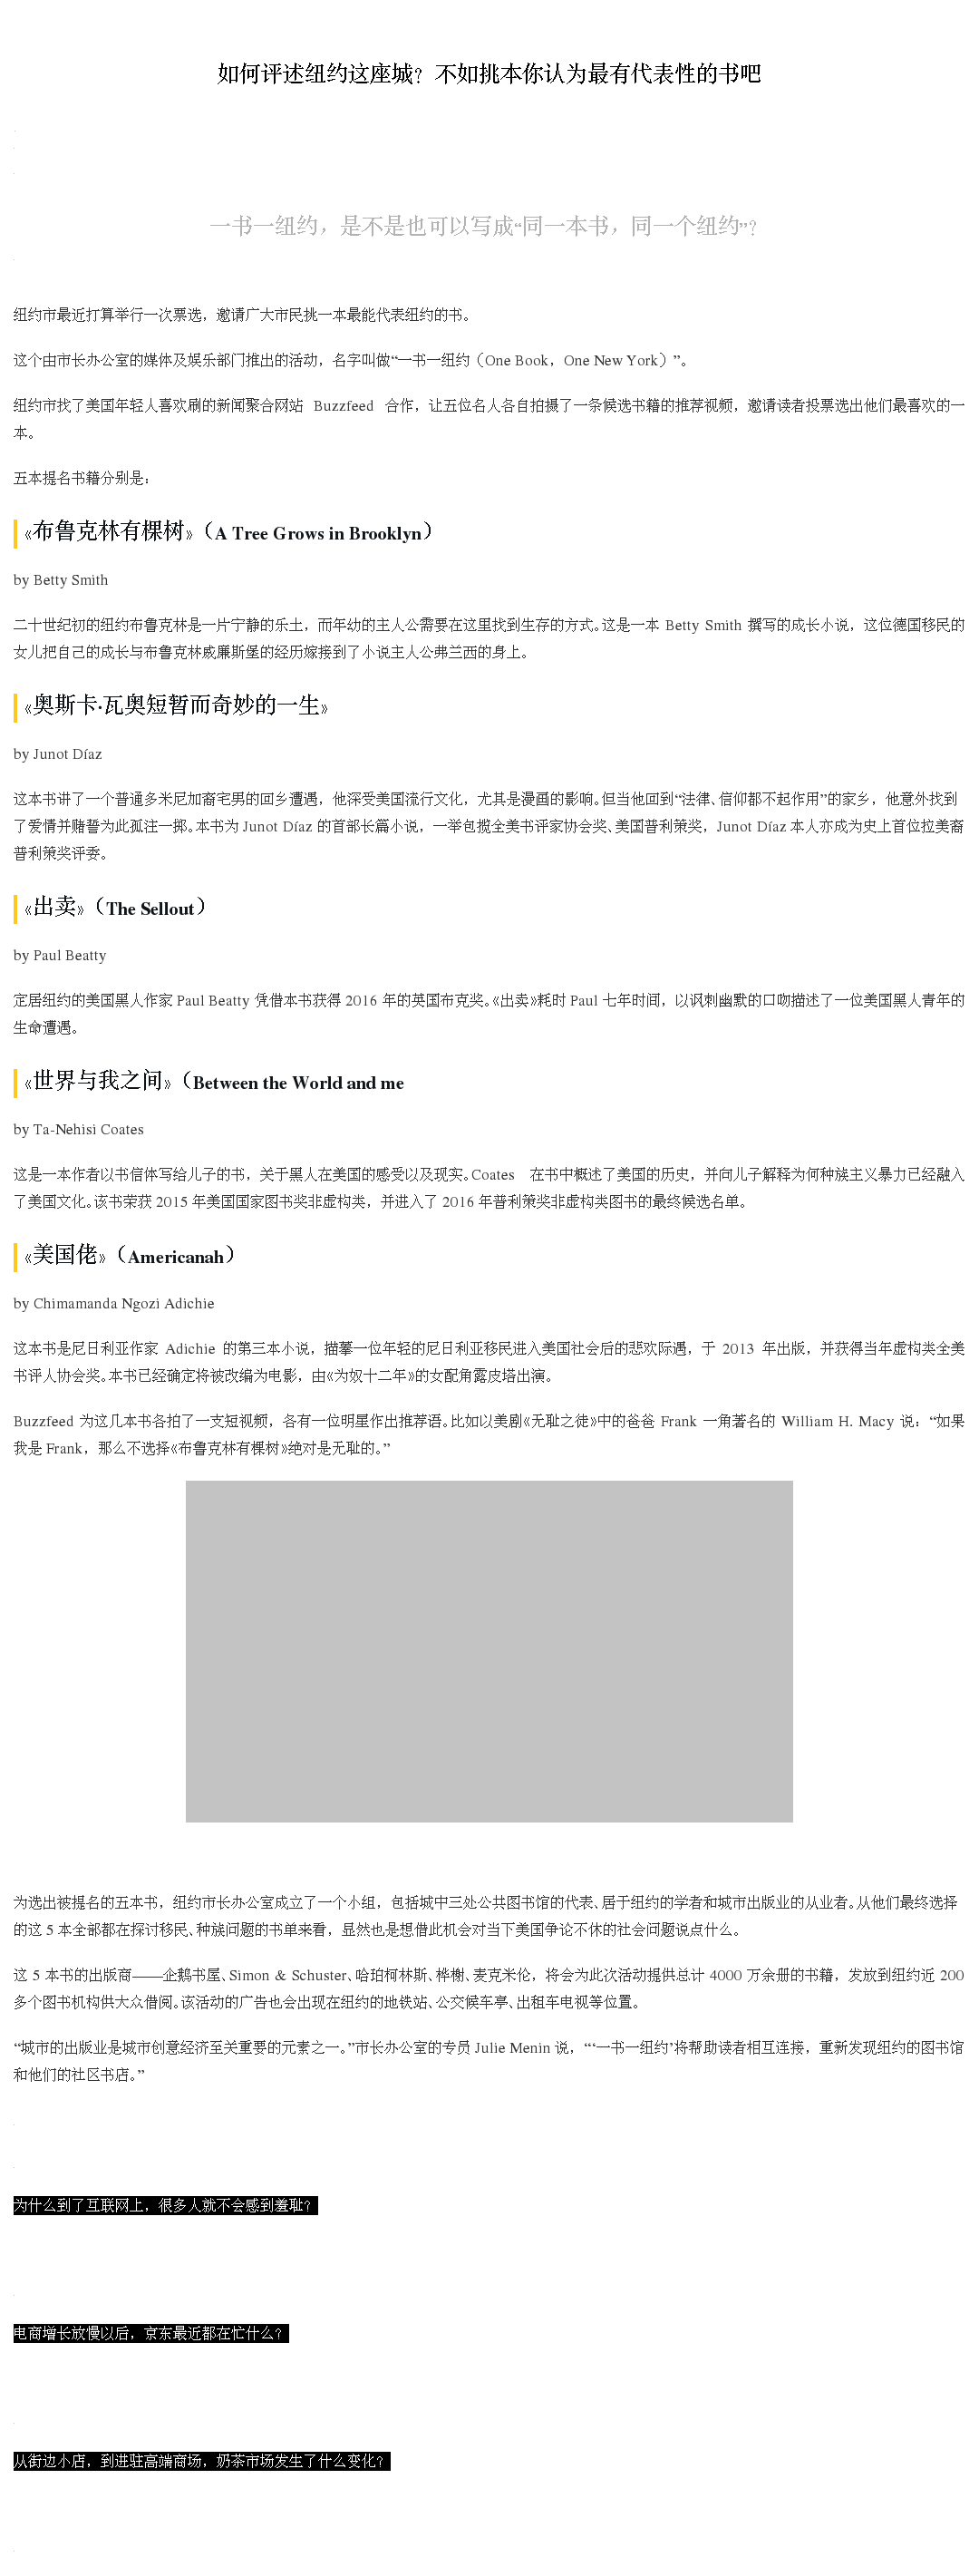 如何评述纽约这座城？不如挑本你认为最有代表性的书吧
一书一纽约，是不是也可以写成“同一本书，同一个纽约”？
纽约市最近打算举行一次票选，邀请广大市民挑一本最能代表纽约的书。
这个由市长办公室的媒体及娱乐部门推出的活动，名字叫做“一书一纽约（One Book，One New York）”。
纽约市找了美国年轻人喜欢刷的新闻聚合网站 Buzzfeed 合作，让五位名人各自拍摄了一条候选书籍的推荐视频，邀请读者投票选出他们最喜欢的一
本。
五本提名书籍分别是：
《布鲁克林有棵树》（A Tree Grows in Brooklyn）
by Betty Smith
二十世纪初的纽约布鲁克林是一片宁静的乐土，而年幼的主人公需要在这里找到生存的方式。这是一本 Betty Smith 撰写的成长小说，这位德国移民的
女儿把自己的成长与布鲁克林威廉斯堡的经历嫁接到了小说主人公弗兰西的身上。
《奥斯卡·瓦奥短暂而奇妙的一生》
by Junot Díaz
这本书讲了一个普通多米尼加裔宅男的回乡遭遇，他深受美国流行文化，尤其是漫画的影响。但当他回到“法律、信仰都不起作用”的家乡，他意外找到
了爱情并赌誓为此孤注一掷。本书为 Junot Díaz 的首部长篇小说，一举包揽全美书评家协会奖、美国普利策奖，Junot Díaz 本人亦成为史上首位拉美裔
普利策奖评委。
《出卖》（The Sellout）
by Paul Beatty
定居纽约的美国黑人作家 Paul Beatty 凭借本书获得 2016 年的英国布克奖。《出卖》耗时 Paul 七年时间，以讽刺幽默的口吻描述了一位美国黑人青年的
生命遭遇。
《世界与我之间》（Between the World and me
by Ta-Nehisi Coates
这是一本作者以书信体写给儿子的书，关于黑人在美国的感受以及现实。Coates 在书中概述了美国的历史，并向儿子解释为何种族主义暴力已经融入
了美国文化。该书荣获 2015 年美国国家图书奖非虚构类，并进入了 2016 年普利策奖非虚构类图书的最终候选名单。
《美国佬》（Americanah）
by Chimamanda Ngozi Adichie
这本书是尼日利亚作家 Adichie 的第三本小说，描摹一位年轻的尼日利亚移民进入美国社会后的悲欢际遇，于 2013 年出版，并获得当年虚构类全美
书评人协会奖。本书已经确定将被改编为电影，由《为奴十二年》的女配角露皮塔出演。
Buzzfeed 为这几本书各拍了一支短视频，各有一位明星作出推荐语。比如以美剧《无耻之徒》中的爸爸 Frank 一角著名的 William H. Macy 说：“如果
我是 Frank，那么不选择《布鲁克林有棵树》绝对是无耻的。”
为选出被提名的五本书，纽约市长办公室成立了一个小组，包括城中三处公共图书馆的代表、居于纽约的学者和城市出版业的从业者。从他们最终选择
的这 5 本全部都在探讨移民、种族问题的书单来看，显然也是想借此机会对当下美国争论不休的社会问题说点什么。
这 5 本书的出版商——企鹅书屋、Simon & Schuster、哈珀柯林斯、桦榭、麦克米伦，将会为此次活动提供总计 4000 万余册的书籍，发放到纽约近 200
多个图书机构供大众借阅。该活动的广告也会出现在纽约的地铁站、公交候车亭、出租车电视等位置。
“城市的出版业是城市创意经济至关重要的元素之一。”市长办公室的专员 Julie Menin 说，“‘一书一纽约’将帮助读者相互连接，重新发现纽约的图书馆
和他们的社区书店。”
为什么到了互联网上，很多人就不会感到羞耻？
电商增长放慢以后，京东最近都在忙什么？
从街边小店，到进驻高端商场，奶茶市场发生了什么变化？